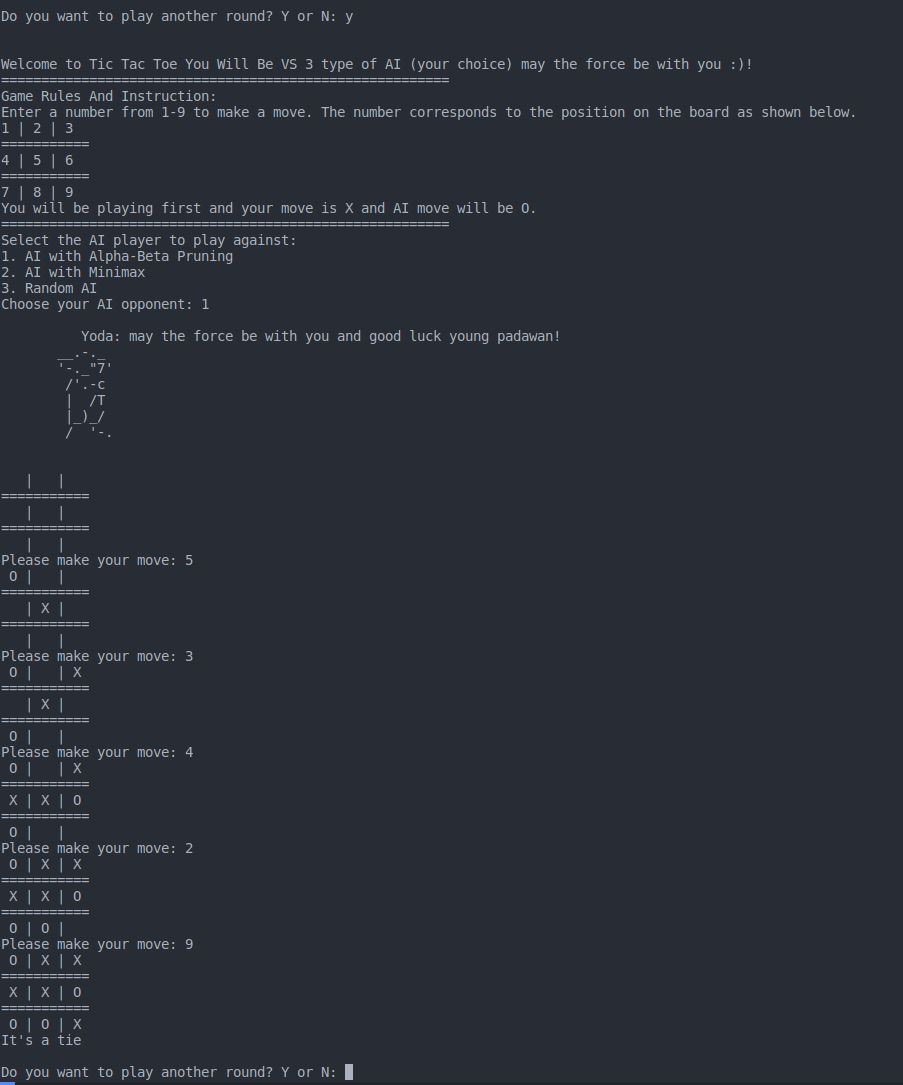 Do you want to play another round? Y or N: y
Welcome to Tic Tac Toe You Will Be VS 3 type of AI (your choice) may the force be with you :)!
========================================================
Game Rules And Instruction:
Enter a number from 1-9 to make a move. The number corresponds to the position on the board as shown below.
1 | 2 | 3
===========
4 | 5 | 6
===========
7 | 8 | 9
You will be playing first and your move is X and AI move will be O.
========================================================
Select the AI player to play against:
1. AI with Alpha-Beta Pruning
2. AI with Minimax
3. Random AI
Choose your AI opponent: 1
          Yoda: may the force be with you and good luck young padawan!
       __.-._
       '-._"7'
        /'.-c
        |  /T
        |_)_/
        /  '-.
   |   |
===========
   |   |
===========
   |   |
Please make your move: 5
 O |   |
===========
   | X |
===========
   |   |
Please make your move: 3
 O |   | X
===========
   | X |
===========
 O |   |
Please make your move: 4
 O |   | X
===========
 X | X | O
===========
 O |   |
Please make your move: 2
 O | X | X
===========
 X | X | O
===========
 O | O |
Please make your move: 9
 O | X | X
===========
 X | X | O
===========
 O | O | X
It's a tie
Do you want to play another round? Y or N: